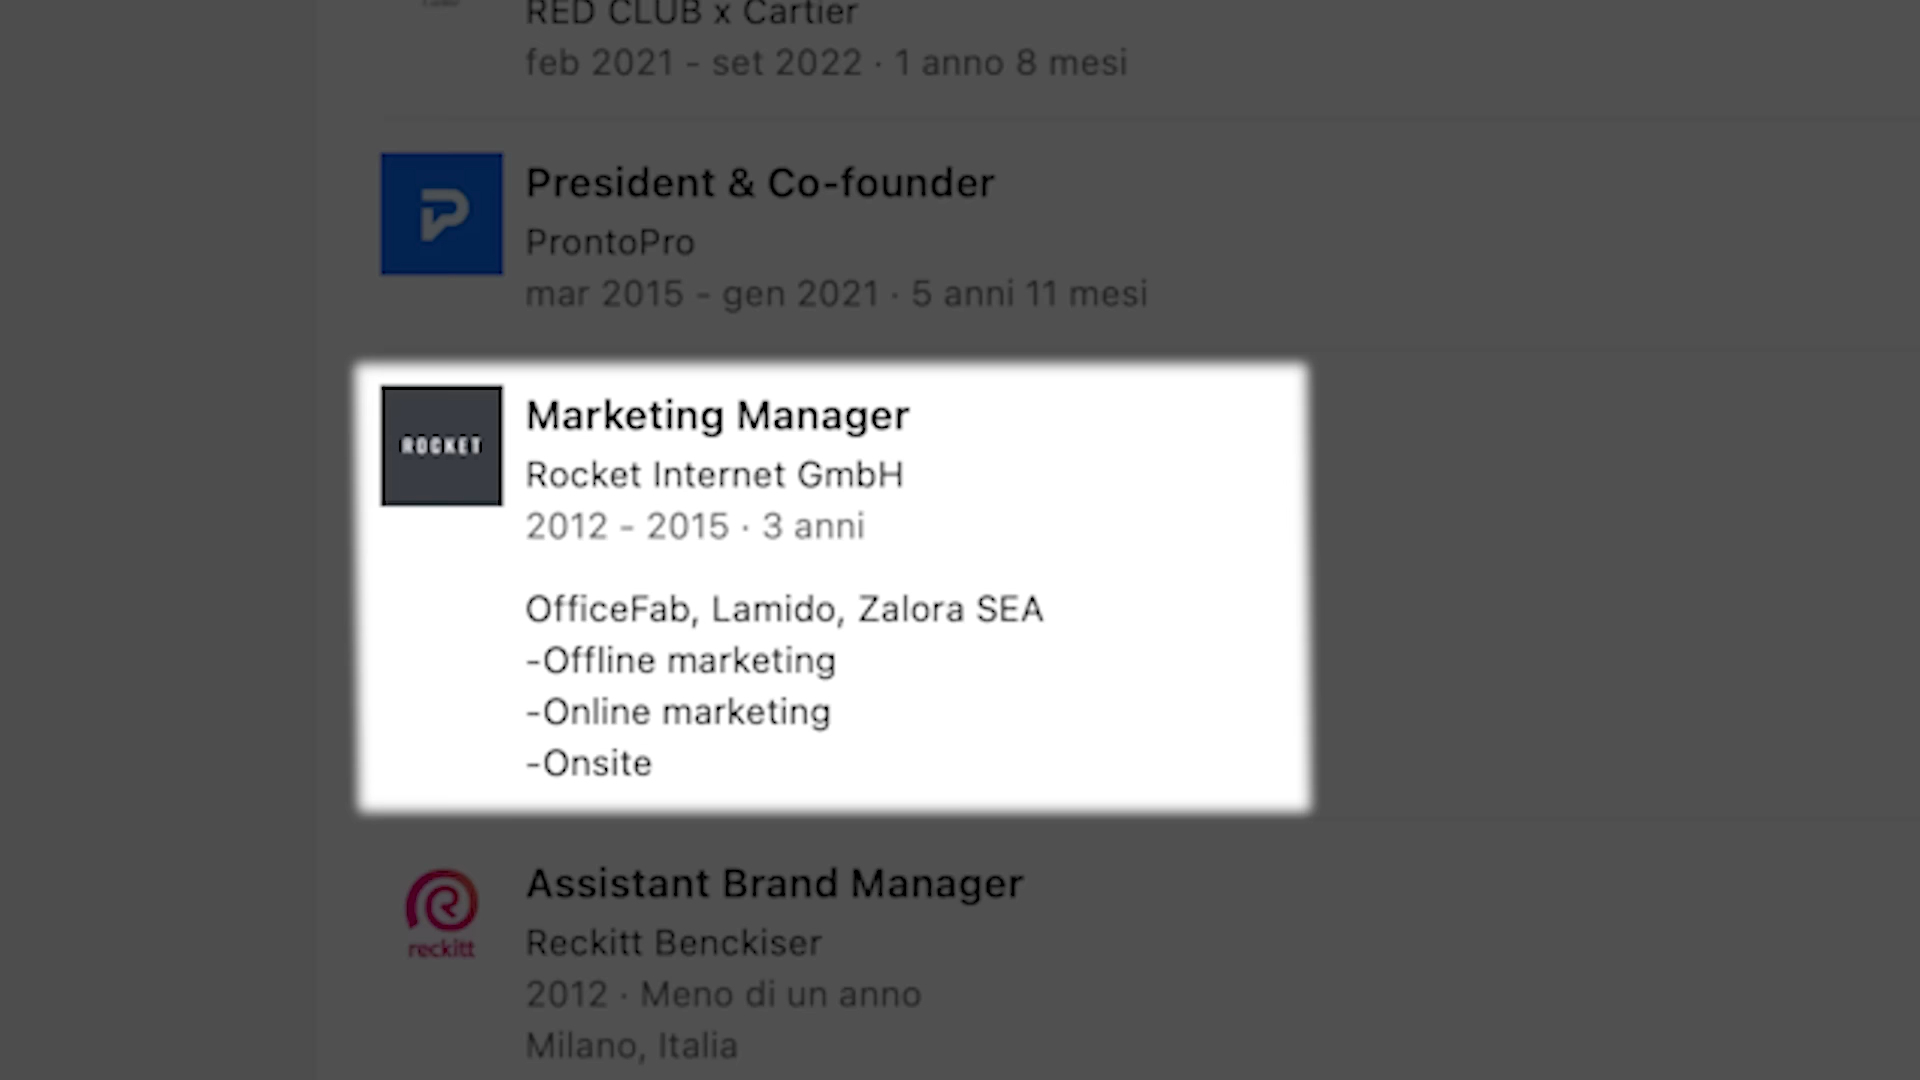 RED CLUB x Cartier
feb 2021 - set 2022 · 1 anno 8 mesi
President & Co-founder
ProntoPro
mar 2015 - gen 2021 · 5 anni 11 mesi
ROCKET
Marketing Manager
Rocket Internet GmbH
2012 - 2015 · 3 anni
OfficeFab, Lamido, Zalora SEA
-Offline marketing
-Online marketing
-Onsite
reckitt
Assistant Brand Manager
Reckitt Benckiser
2012 · Meno di un anno
Milano, Italia